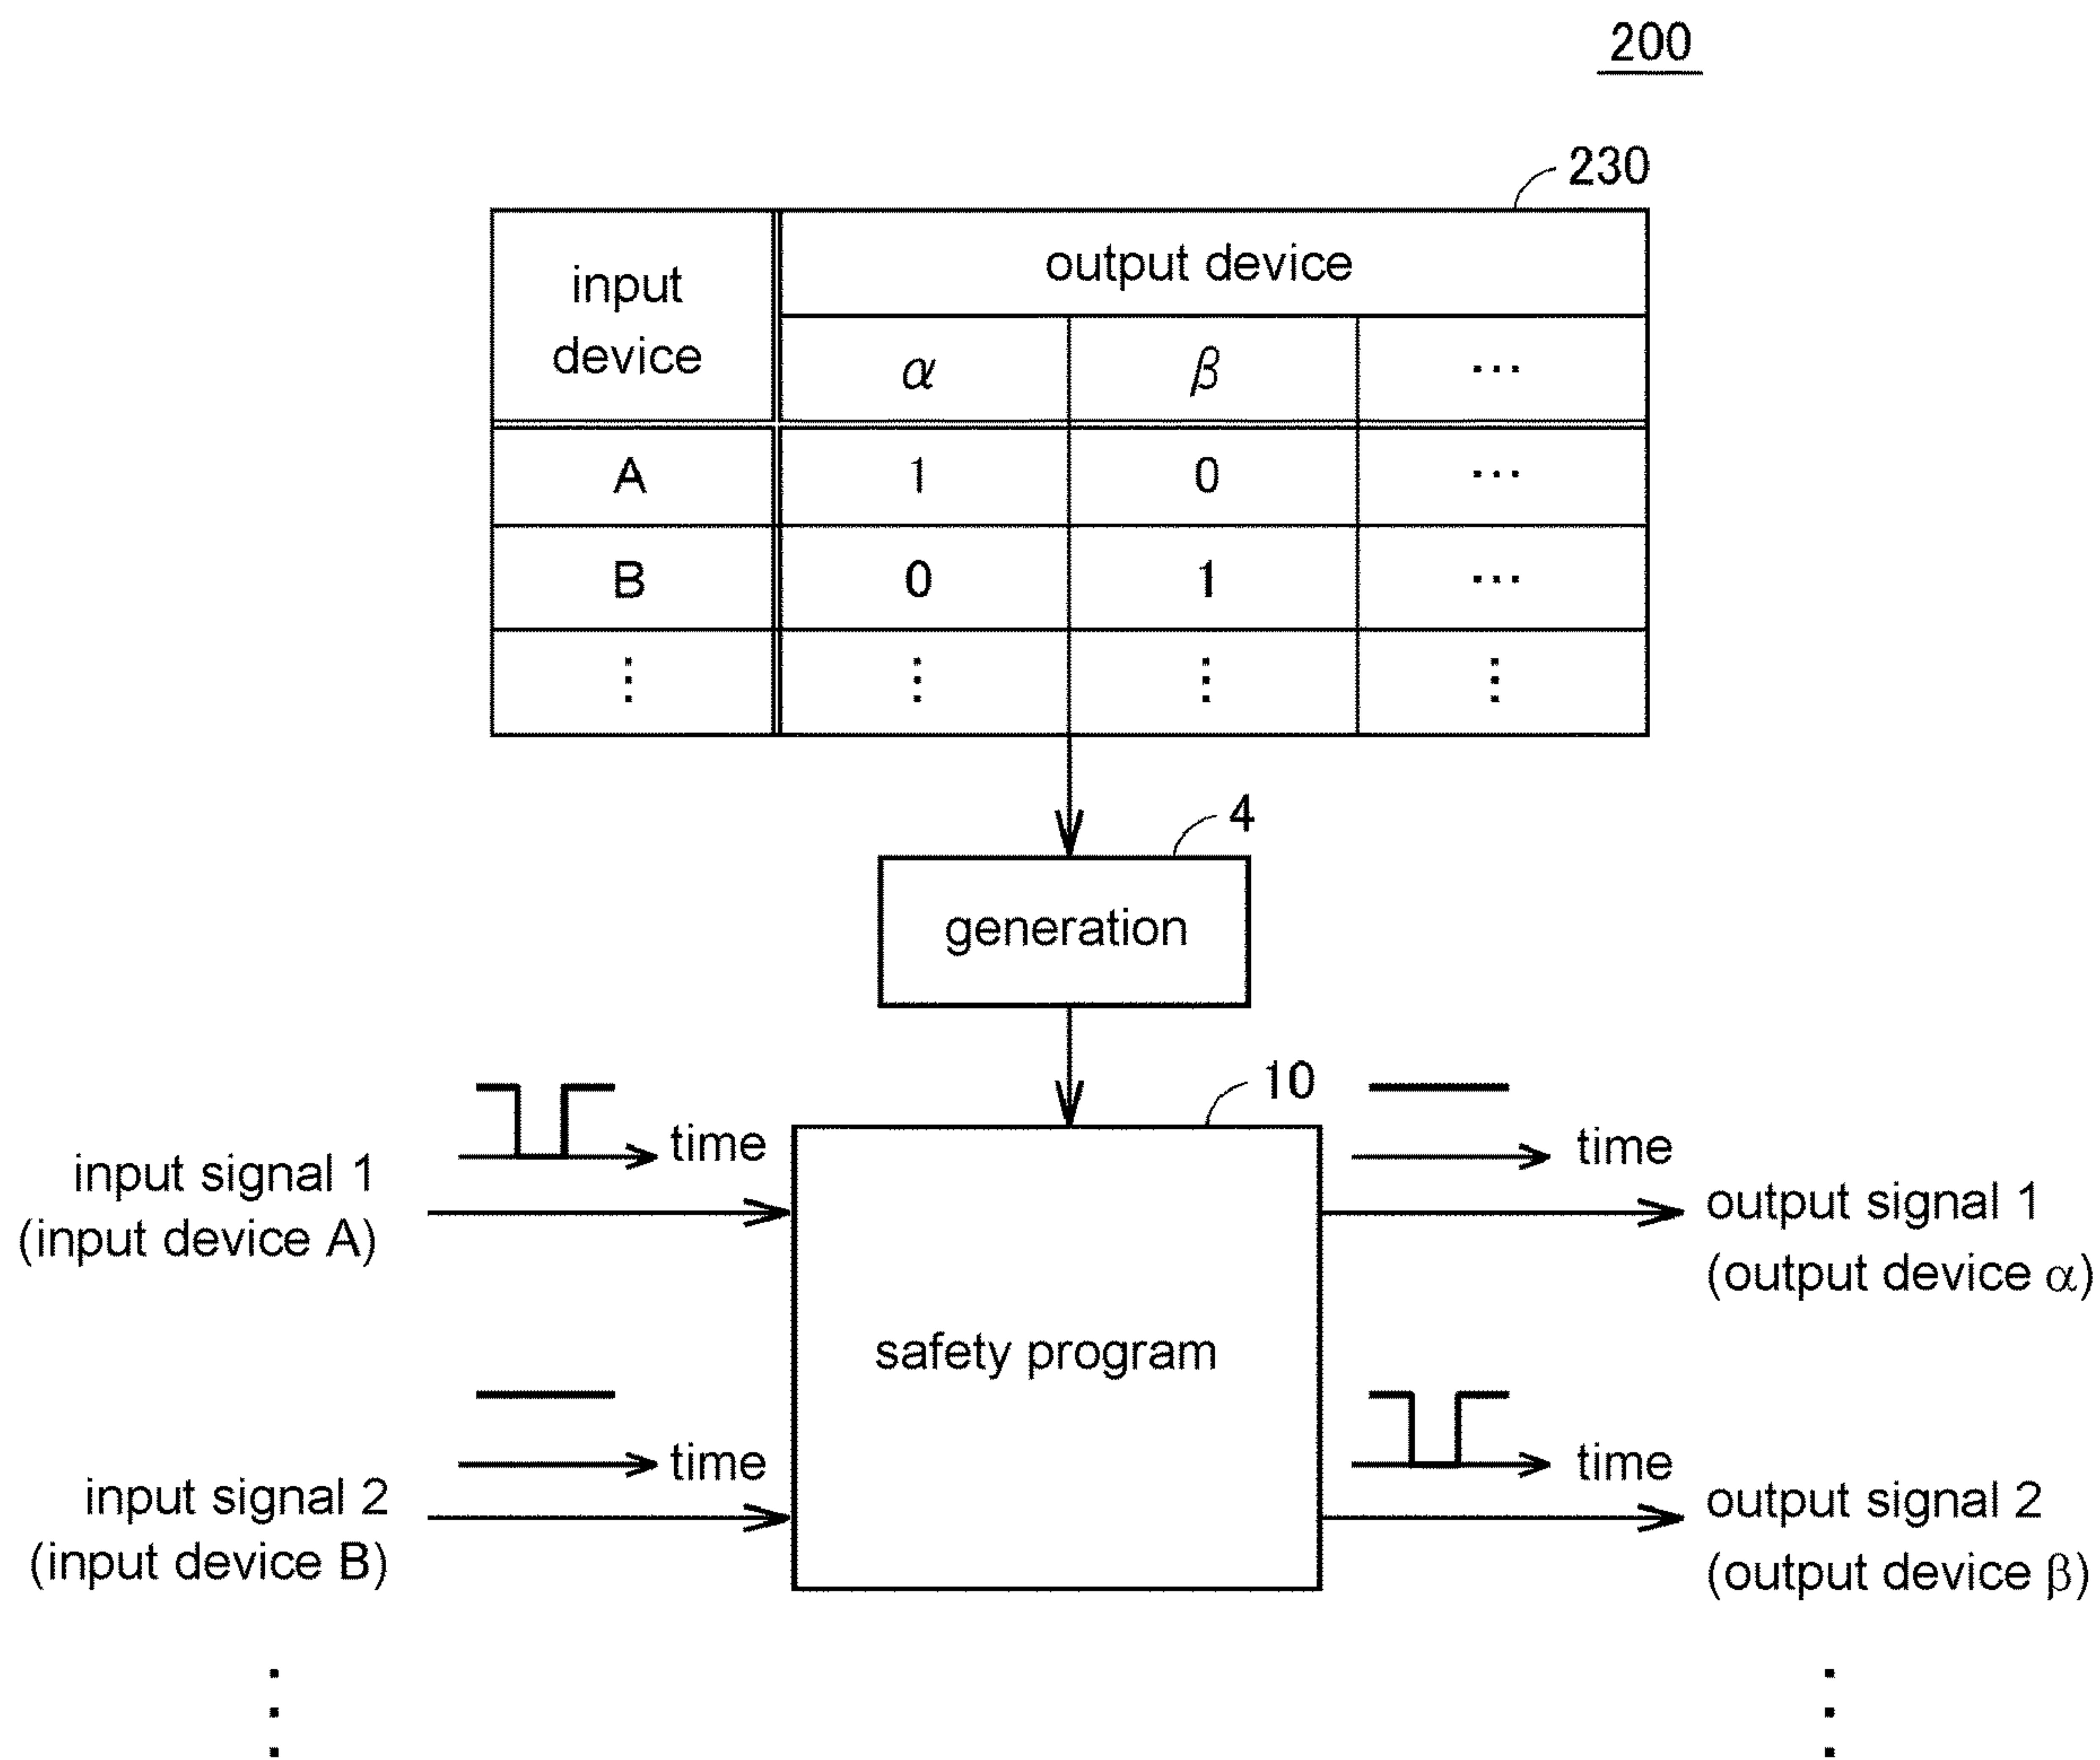 200
230
input
device
output device
α β ...
A 1 0 ...
B 0 1 ...
4
generation
10
time
time
input signal 1
(input device A)
output signal 1
(output device α)
safety program
time
time
input signal 2
(input device B)
output signal 2
(output device β)